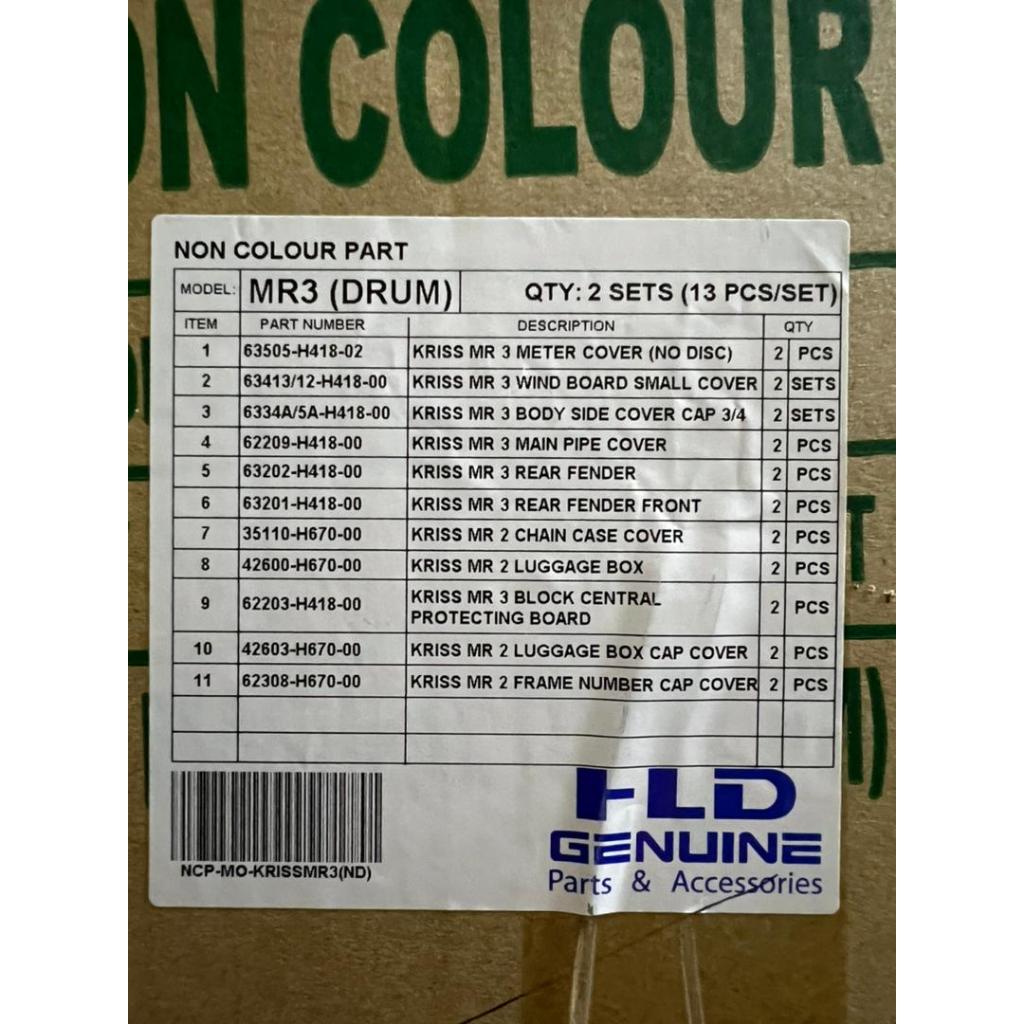 ON COLOUR
NON COLOUR PART
MODEL: MR3 (DRUM) QTY: 2 SETS (13 PCS/SET)
ITEM PART NUMBER DESCRIPTION QTY
1 63505-H418-02 KRISS MR 3 METER COVER (NO DISC) 2 PCS
2 63413/12-H418-00 KRISS MR 3 WIND BOARD SMALL COVER 2 SETS
3 6334A/5A-H418-00 KRISS MR 3 BODY SIDE COVER CAP 3/4 2 SETS
4 62209-H418-00 KRISS MR 3 MAIN PIPE COVER 2 PCS
5 63202-H418-00 KRISS MR 3 REAR FENDER 2 PCS
6 63201-H418-00 KRISS MR 3 REAR FENDER FRONT 2 PCS
7 35110-H670-00 KRISS MR 2 CHAIN CASE COVER 2 PCS
8 42600-H670-00 KRISS MR 2 LUGGAGE BOX 2 PCS
9 62203-H418-00 KRISS MR 3 BLOCK CENTRAL 2 PCS
PROTECTING BOARD
10 42603-H670-00 KRISS MR 2 LUGGAGE BOX CAP COVER 2 PCS
11 62308-H670-00 KRISS MR 2 FRAME NUMBER CAP COVER 2 PCS
HLD
GENUINE
Parts & Accessories
NCP-MO-KRISSMR3(ND)